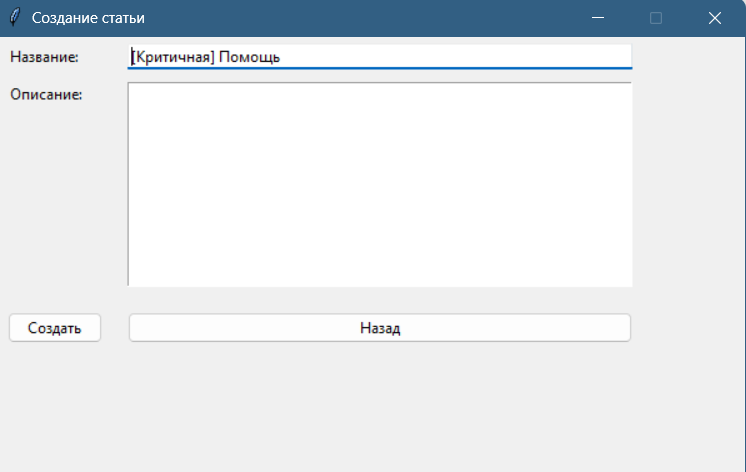 Создание статьи
Название: [Критичная] Помощь
Описание:
Создать Назад